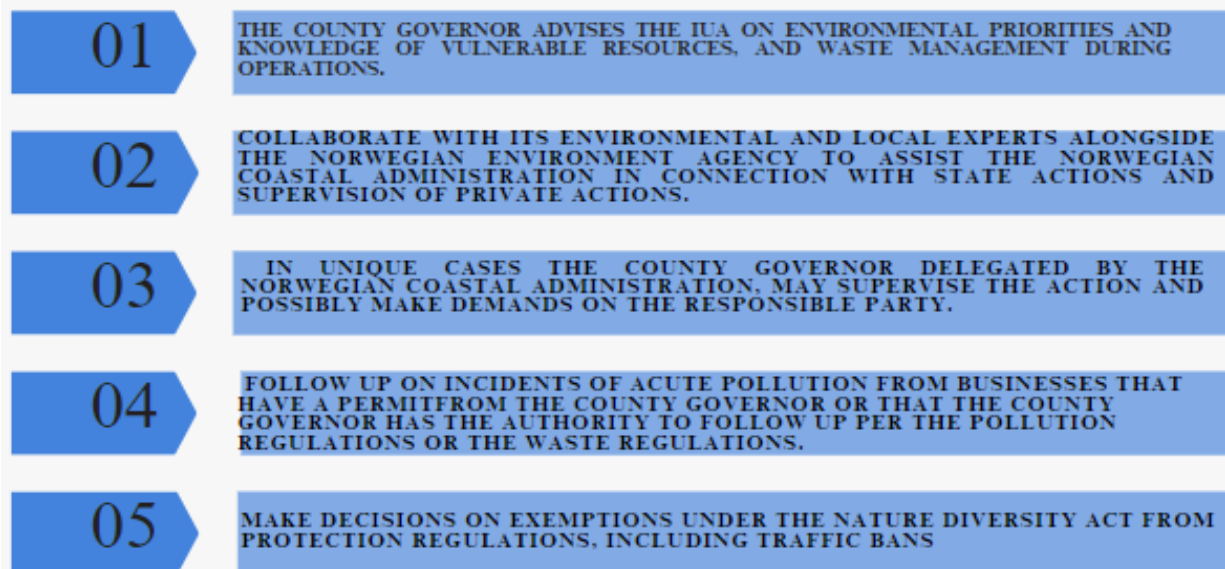 01
THE COUNTY GOVERNOR ADVISES THE IUA ON ENVIRONMENTAL PRIORITIES AND
KNOWLEDGE OF VULNERABLE RESOURCES, AND WASTE MANAGEMENT DURING
OPERATIONS.
02
COLLABORATE WITH ITS ENVIRONMENTAL AND LOCAL EXPERTS ALONGSIDE
THE NORWEGIAN ENVIRONMENT AGENCY TO ASSIST THE NORWEGIAN
COASTAL ADMINISTRATION IN CONNECTION WITH STATE ACTIONS AND
SUPERVISION OF PRIVATE ACTIONS.
03
IN UNIQUE CASES THE COUNTY GOVERNOR DELEGATED BY THE
NORWEGIAN COASTAL ADMINISTRATION, MAY SUPERVISE THE ACTION AND
POSSIBLY MAKE DEMANDS ON THE RESPONSIBLE PARTY.
04
FOLLOW UP ON INCIDENTS OF ACUTE POLLUTION FROM BUSINESSES THAT
HAVE A PERMITFROM THE COUNTY GOVERNOR OR THAT THE COUNTY
GOVERNOR HAS THE AUTHORITY TO FOLLOW UP PER THE POLLUTION
REGULATIONS OR THE WASTE REGULATIONS.
05
MAKE DECISIONS ON EXEMPTIONS UNDER THE NATURE DIVERSITY ACT FROM
PROTECTION REGULATIONS, INCLUDING TRAFFIC BANS